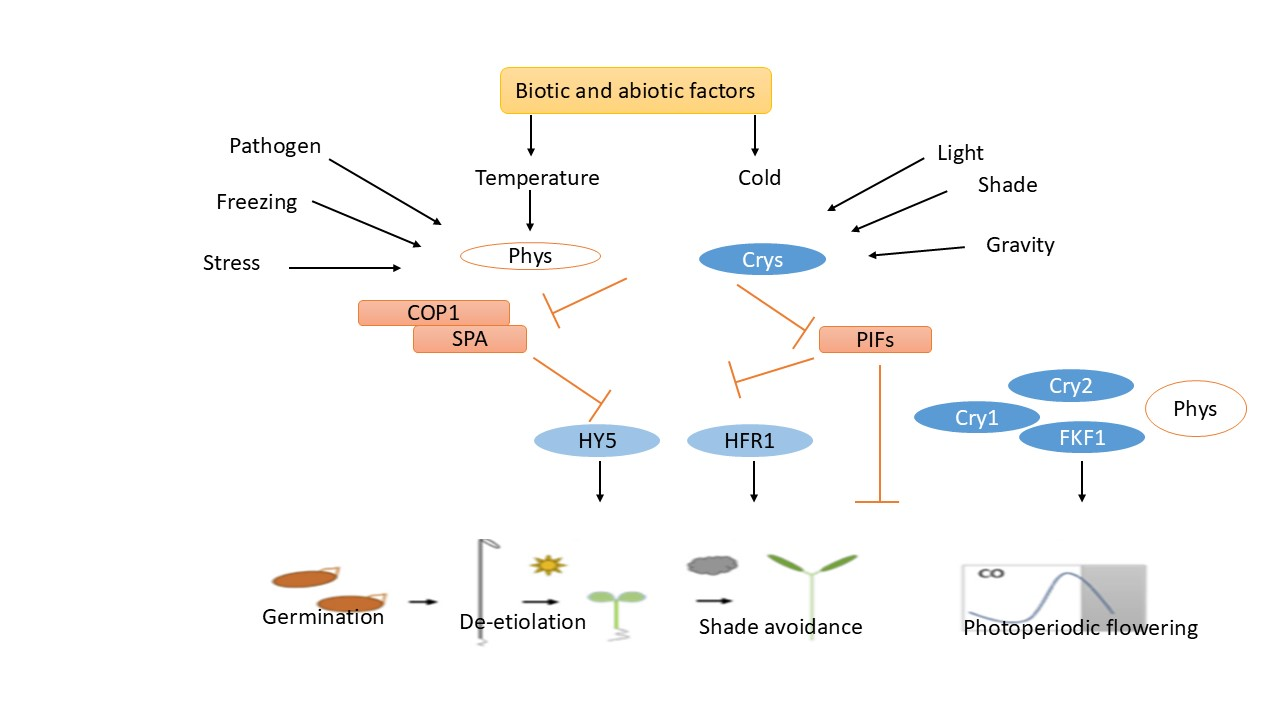 Biotic and abiotic factors
Pathogen
Light
Temperature
Cold
Shade
Freezing
Gravity
Stress
Phys
Crys
COP1
SPA
PIFs
Cry2
Phys
Cry1
FKF1
HY5
HFR1
CO
Germination
De-etiolation
Shade avoidance
Photoperiodic flowering